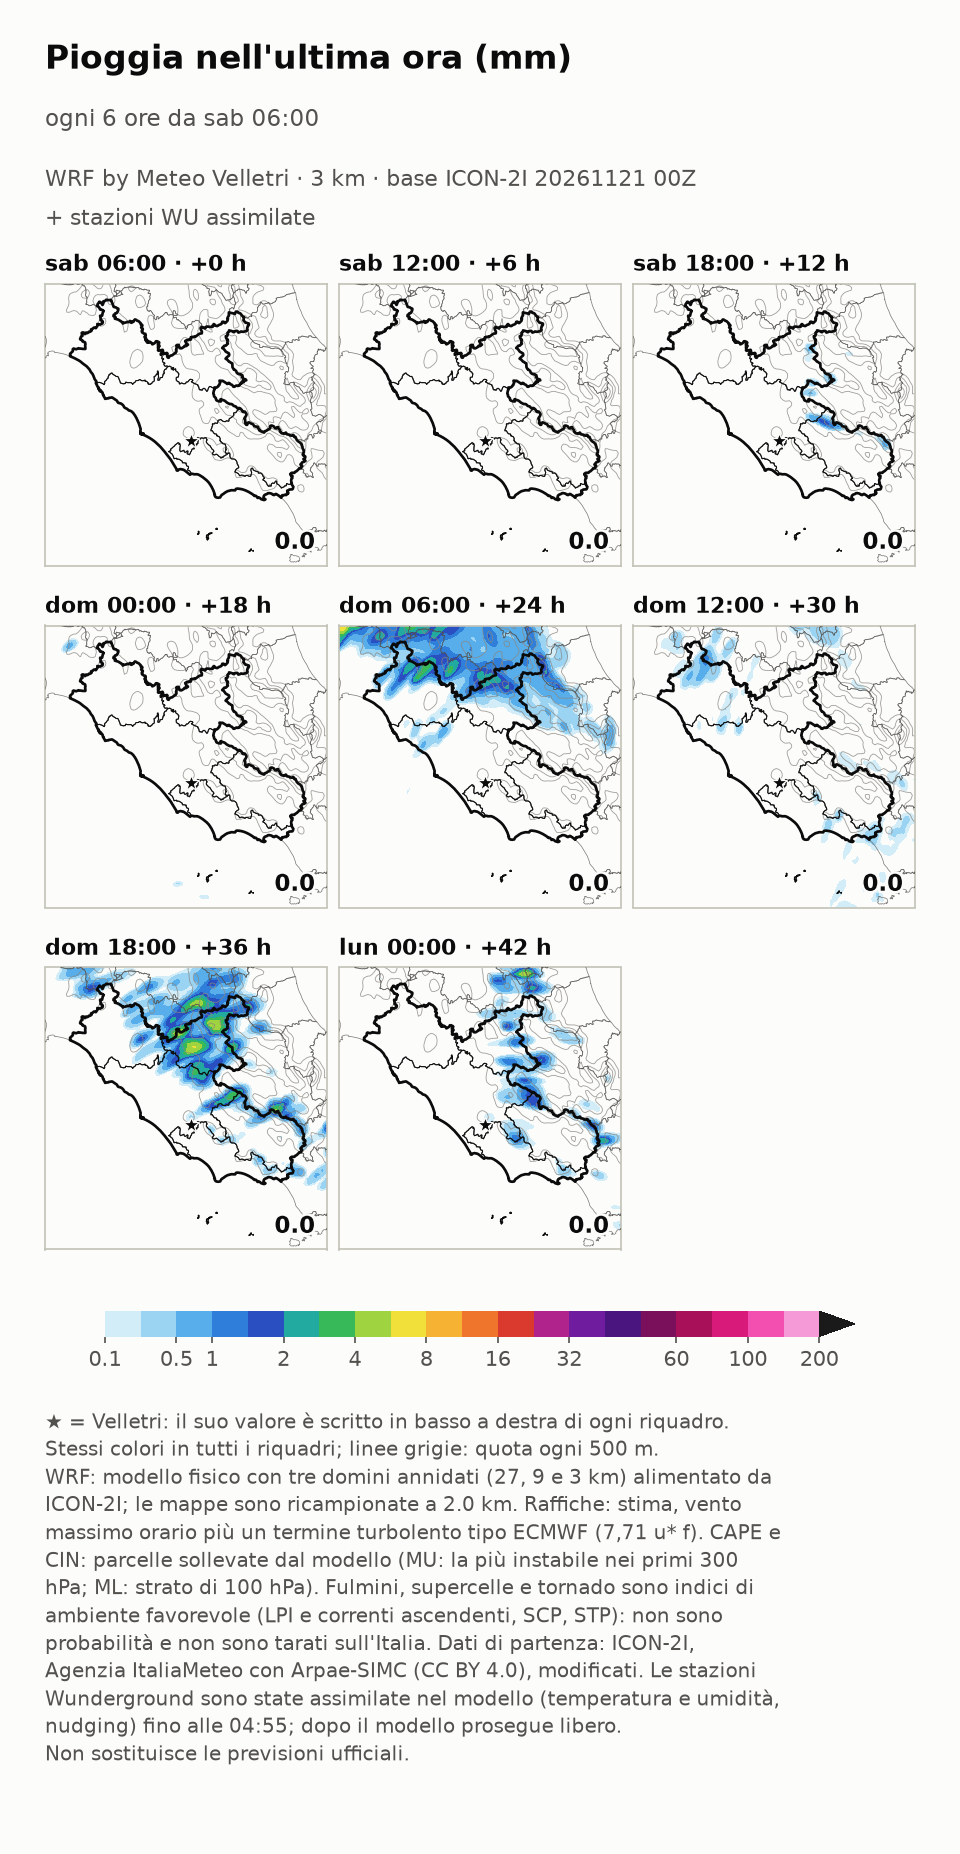 Pioggia nell'ultima ora (mm)
ogni 6 ore da sab 06:00
WRF by Meteo Velletri · 3 km · base ICON-2I 20261121 00Z
+ stazioni WU assimilate
sab 06:00 · +0 h
sab 12:00 · +6 h
sab 18:00 · +12 h
0.0
0.0
0.0
dom 00:00 · +18 h
dom 06:00 · +24 h
dom 12:00 · +30 h
0.0
0.0
0.0
dom 18:00 · +36 h
lun 00:00 · +42 h
0.0
0.0
0.1 0.5 1 2 4 8 16 32 60 100 200
★ = Velletri: il suo valore è scritto in basso a destra di ogni riquadro.
Stessi colori in tutti i riquadri; linee grigie: quota ogni 500 m.
WRF: modello fisico con tre domini annidati (27, 9 e 3 km) alimentato da
ICON-2I; le mappe sono ricampionate a 2.0 km. Raffiche: stima, vento
massimo orario più un termine turbolento tipo ECMWF (7,71 u* f). CAPE e
CIN: parcelle sollevate dal modello (MU: la più instabile nei primi 300
hPa; ML: strato di 100 hPa). Fulmini, supercelle e tornado sono indici di
ambiente favorevole (LPI e correnti ascendenti, SCP, STP): non sono
probabilità e non sono tarati sull'Italia. Dati di partenza: ICON-2I,
Agenzia ItaliaMeteo con Arpae-SIMC (CC BY 4.0), modificati. Le stazioni
Wunderground sono state assimilate nel modello (temperatura e umidità,
nudging) fino alle 04:55; dopo il modello prosegue libero.
Non sostituisce le previsioni ufficiali.